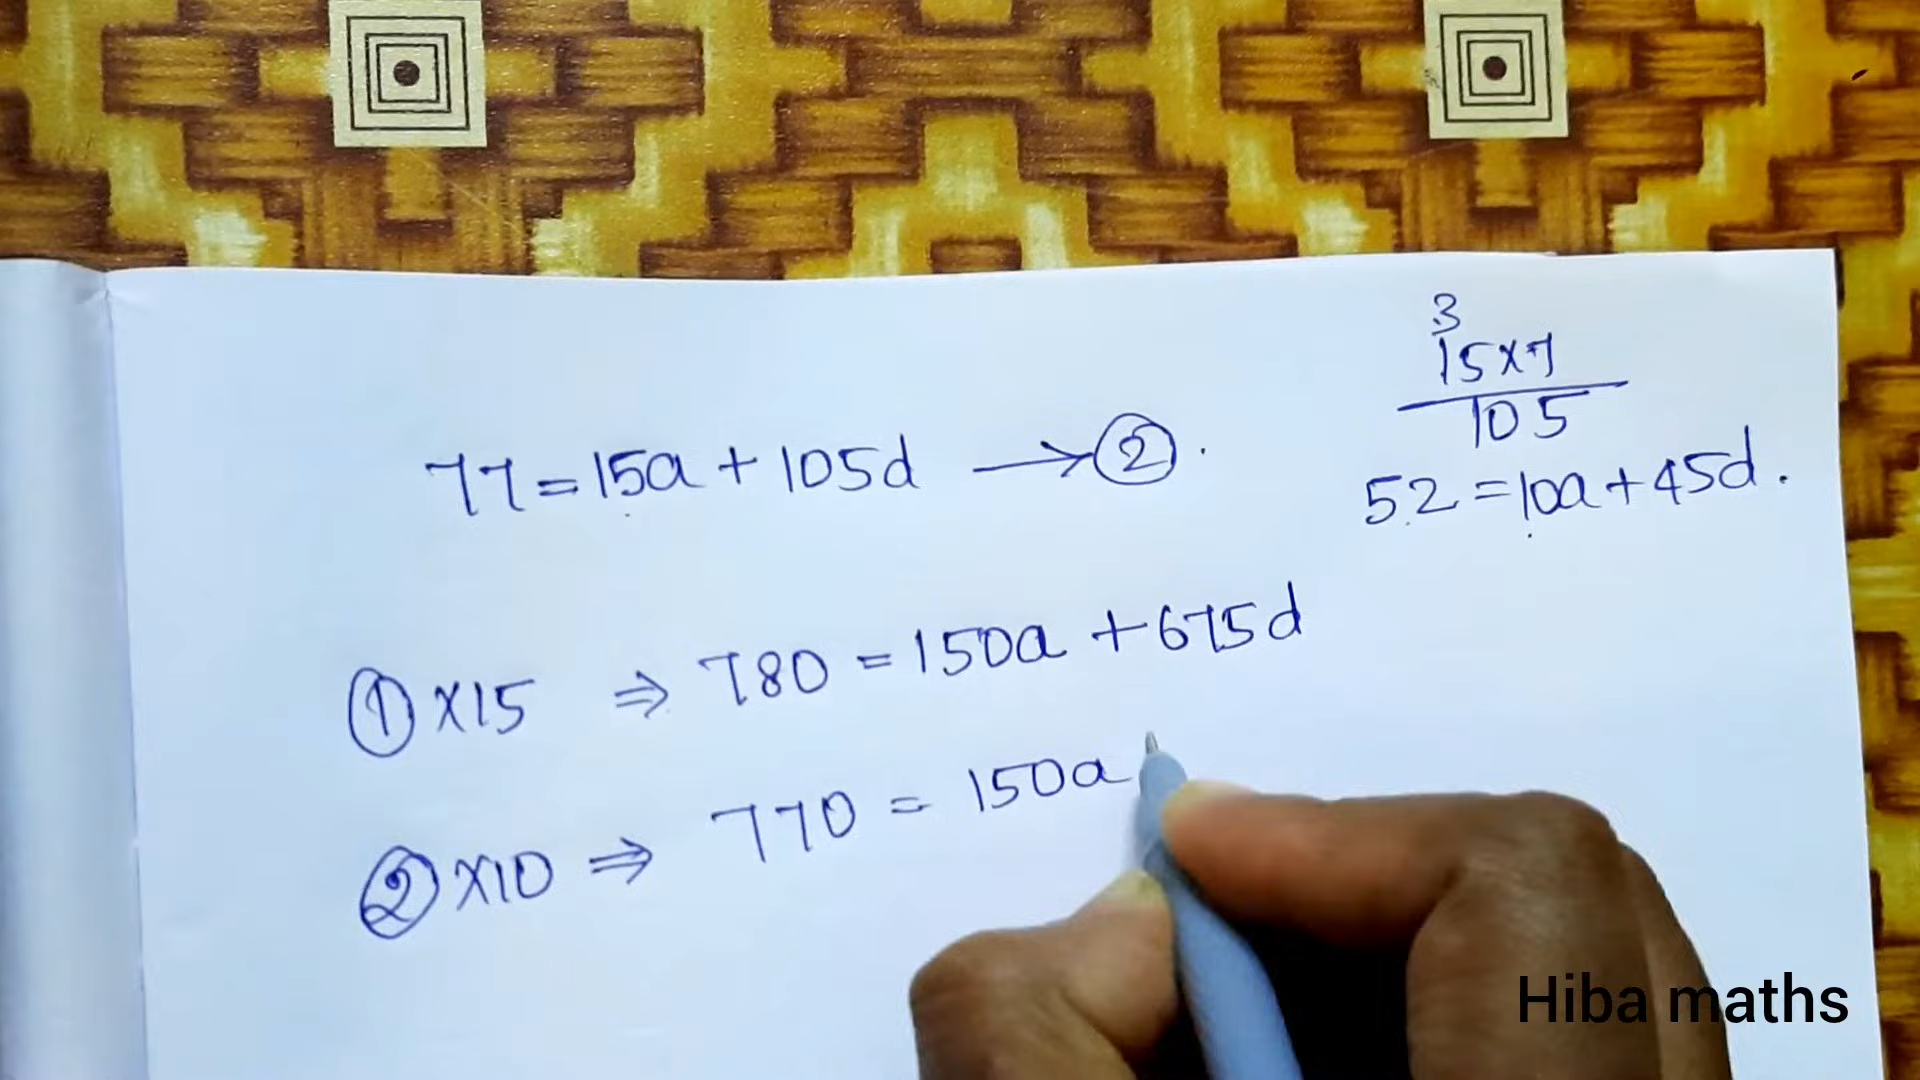 3
15×7
105
77=15a+105d → ②.
52=10a+45d.
①×15 ⇒ 780=150a+675d
②×10 ⇒ 770=150a
Hiba maths